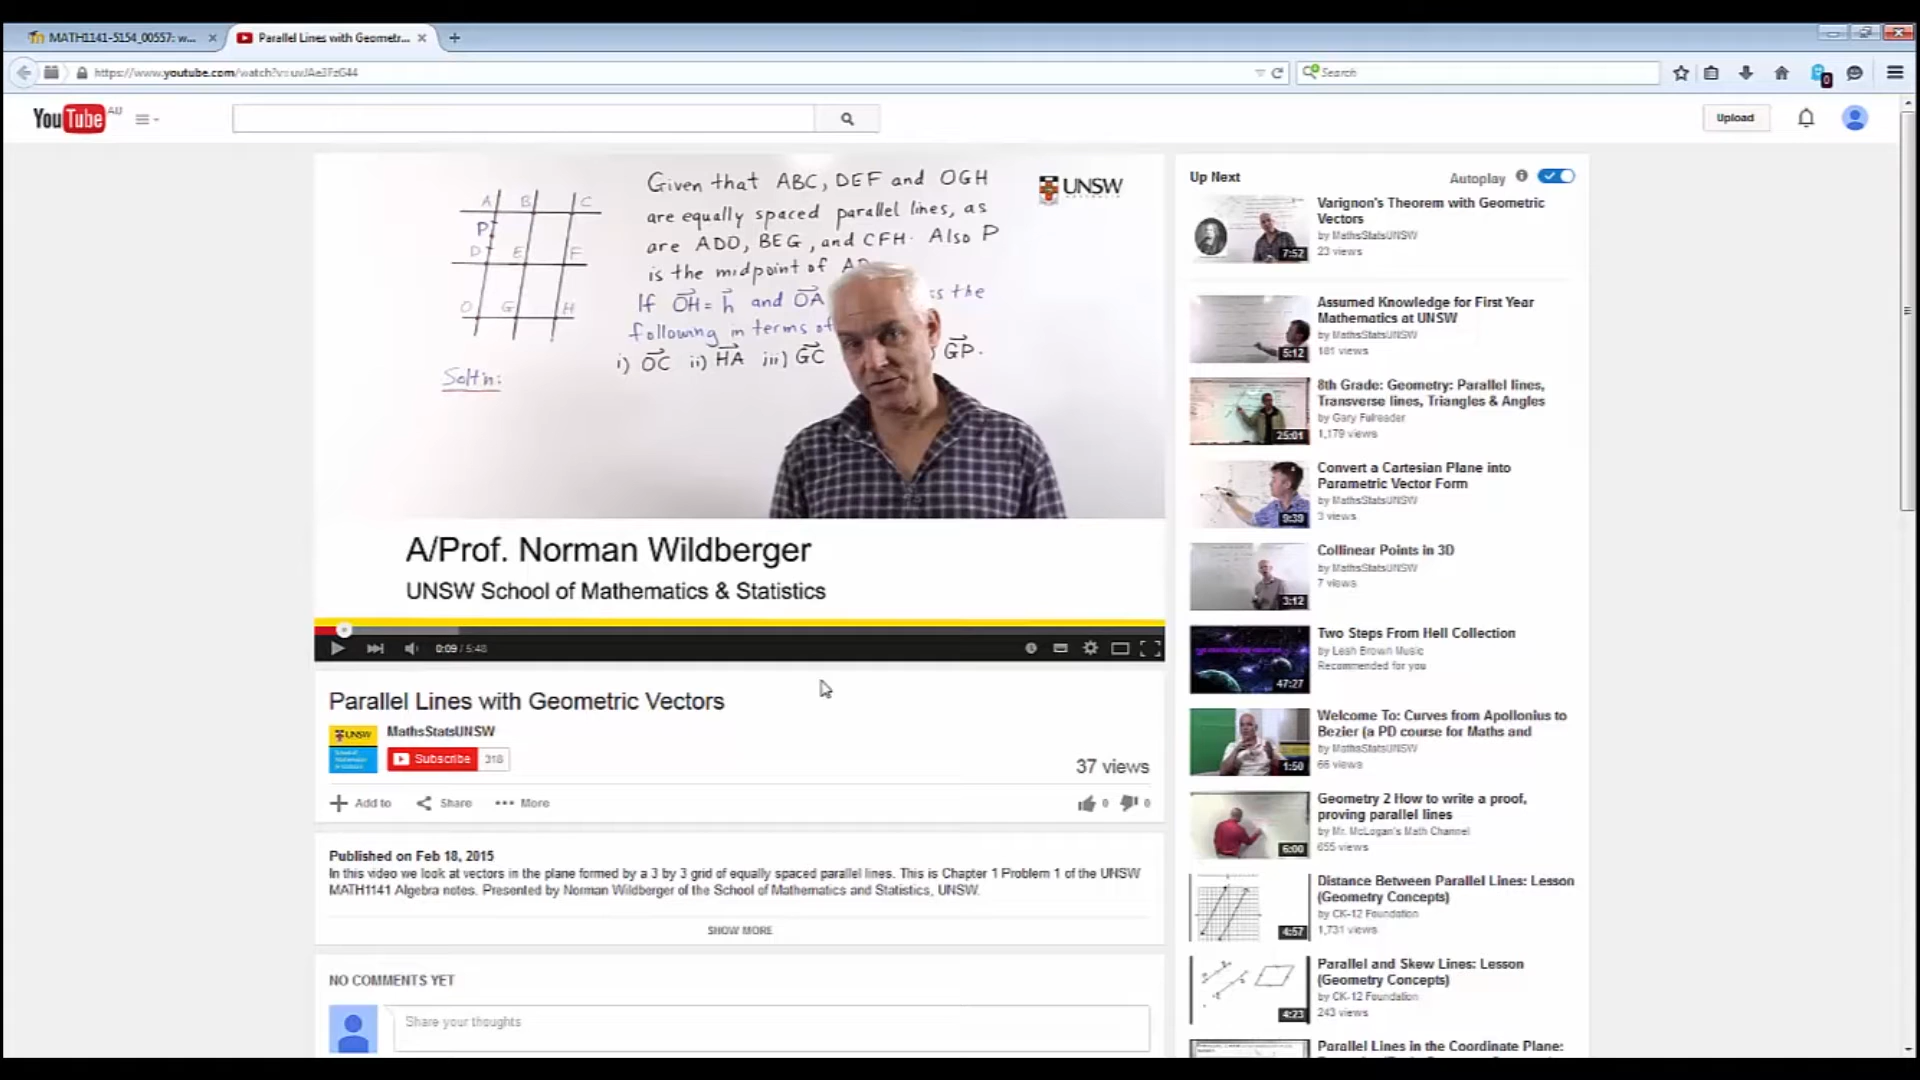 MATH1141-5154_00557: w...
Parallel Lines with Geometr...
Search
YouTube AU
Upload
A B C
P
D E F
O G H
Given that ABC, DEF and OGH
are equally spaced parallel lines, as
are ADO, BEG, and CFH. Also P
is the midpoint of
If OH = h and OA the
following in terms of
i) OC ii) HA iii) GC GP.
Solt'n:
UNSW
A/Prof. Norman Wildberger
UNSW School of Mathematics & Statistics
0:09 / 5:48
Parallel Lines with Geometric Vectors
UNSW
MathsStatsUNSW
Subscribe 318
37 views
Add to Share More
0 0
Published on Feb 18, 2015
In this video we look at vectors in the plane formed by a 3 by 3 grid of equally spaced parallel lines. This is Chapter 1 Problem 1 of the UNSW
MATH1141 Algebra notes. Presented by Norman Wildberger of the School of Mathematics and Statistics, UNSW.
SHOW MORE
NO COMMENTS YET
Share your thoughts
Up Next
Autoplay
Varignon's Theorem with Geometric
Vectors
by MathsStatsUNSW
23 views
7:52
Assumed Knowledge for First Year
Mathematics at UNSW
by MathsStatsUNSW
181 views
5:12
8th Grade: Geometry: Parallel lines,
Transverse lines, Triangles & Angles
by Gary Fulreader
1,179 views
25:01
Convert a Cartesian Plane into
Parametric Vector Form
by MathsStatsUNSW
3 views
9:39
Collinear Points in 3D
by MathsStatsUNSW
7 views
3:12
Two Steps From Hell Collection
by Leah Brown Music
Recommended for you
47:27
Welcome To: Curves from Apollonius to
Bezier (a PD course for Maths and
by MathsStatsUNSW
66 views
1:50
Geometry 2 How to write a proof,
proving parallel lines
by Mr. McLogan's Math Channel
655 views
6:00
Distance Between Parallel Lines: Lesson
(Geometry Concepts)
by CK-12 Foundation
1,731 views
4:57
Parallel and Skew Lines: Lesson
(Geometry Concepts)
by CK-12 Foundation
243 views
4:23
Parallel Lines in the Coordinate Plane: